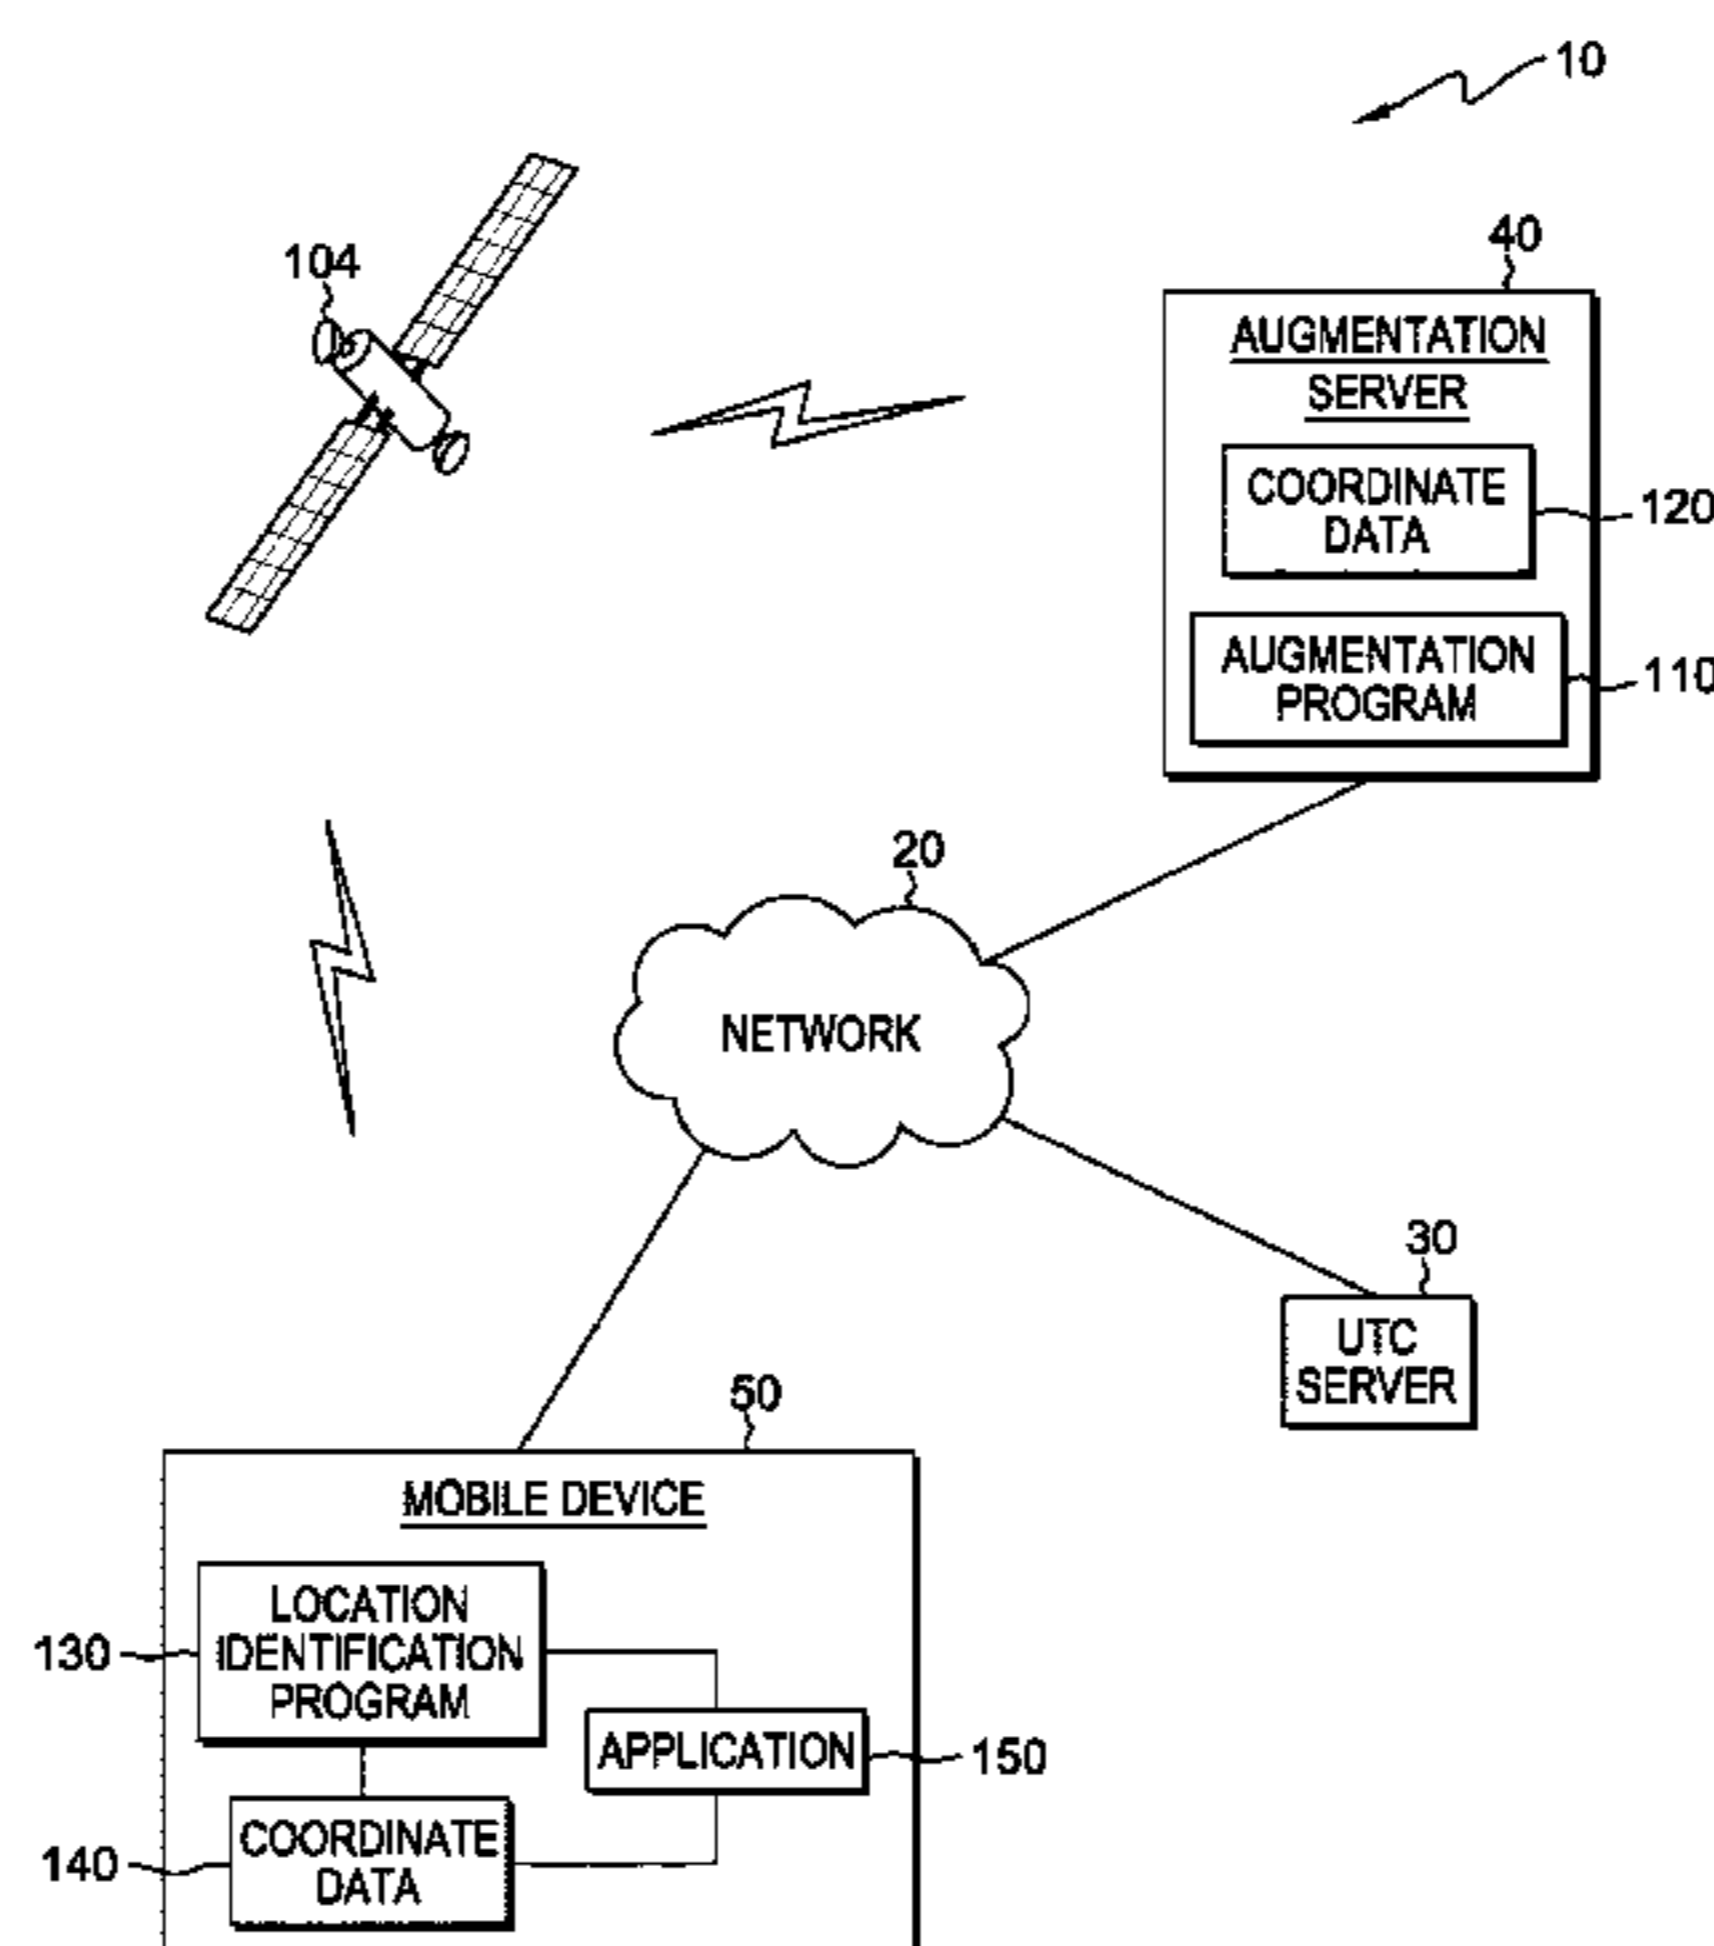 10
104
40
AUGMENTATION
SERVER
COORDINATE
DATA
120
AUGMENTATION
PROGRAM
110
20
NETWORK
30
UTC
SERVER
50
MOBILE DEVICE
LOCATION
IDENTIFICATION
PROGRAM
130
APPLICATION
150
COORDINATE
DATA
140